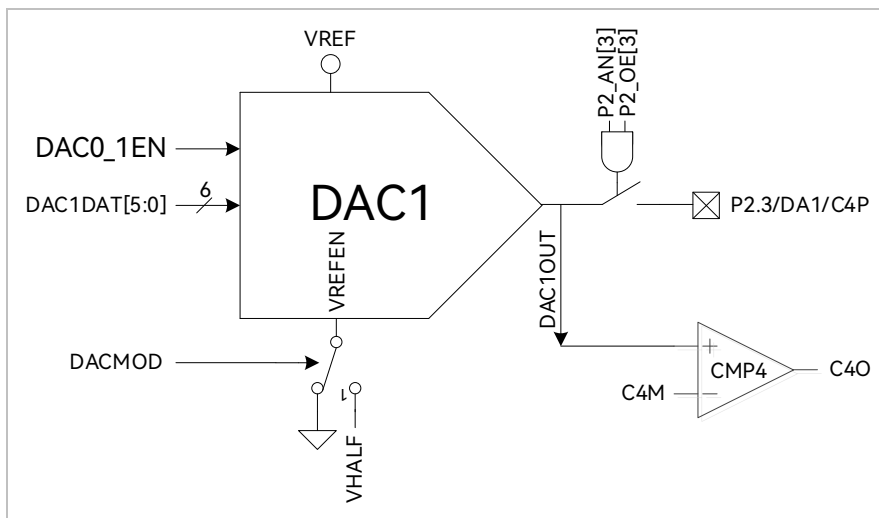 VREF
P2_AN[3]
P2_OE[3]
DAC0_1EN
6
DAC1DAT[5:0]
DAC1
P2.3/DA1/C4P
VREFEN
DAC1OUT
DACMOD
CMP4
+
-
C4O
C4M
1
VHALF